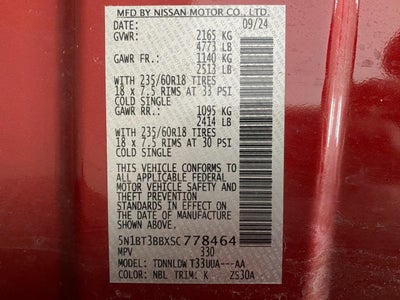 MFD BY NISSAN MOTOR CO., LTD.
DATE: 09/24
GVWR: 2165 KG
4773 LB
GAWR FR.: 1140 KG
2513 LB
WITH 235/60R18 TIRES
18 x 7.5 RIMS AT 33 PSI
COLD SINGLE
GAWR RR.: 1095 KG
2414 LB
WITH 235/60R18 TIRES
18 x 7.5 RIMS AT 30 PSI
COLD SINGLE
THIS VEHICLE CONFORMS TO
ALL APPLICABLE FEDERAL
MOTOR VEHICLE SAFETY
AND THEFT PREVENTION
STANDARDS IN EFFECT ON
THE DATE OF MANUFACTURE
SHOWN ABOVE.
5N1BT3BBXSC778464
MPV 330
MODEL: TDNNLDW T33UUA---AA
COLOR: NBL TRIM: K 2S30A